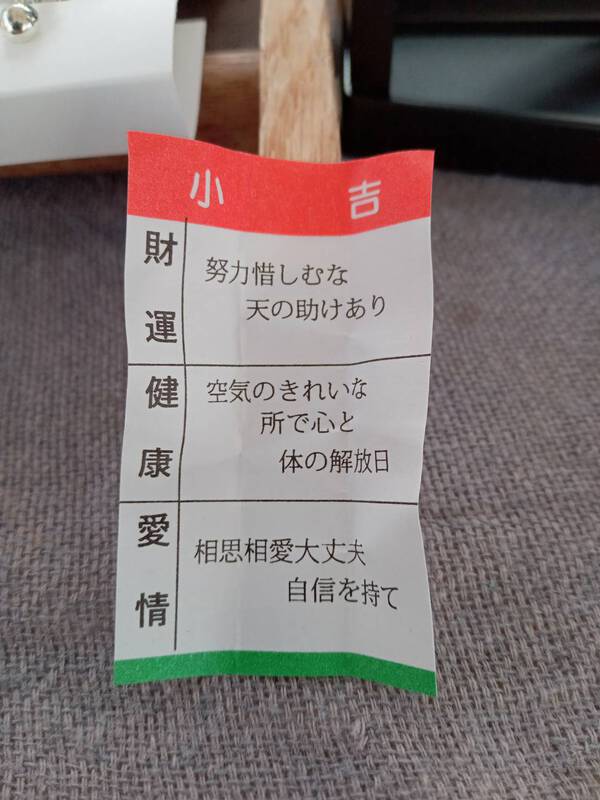 小吉
財運
努力惜しむな
天の助けあり
健康
空気のきれいな
所で心と
体の解放日
愛情
相思相愛大丈夫
自信を持て